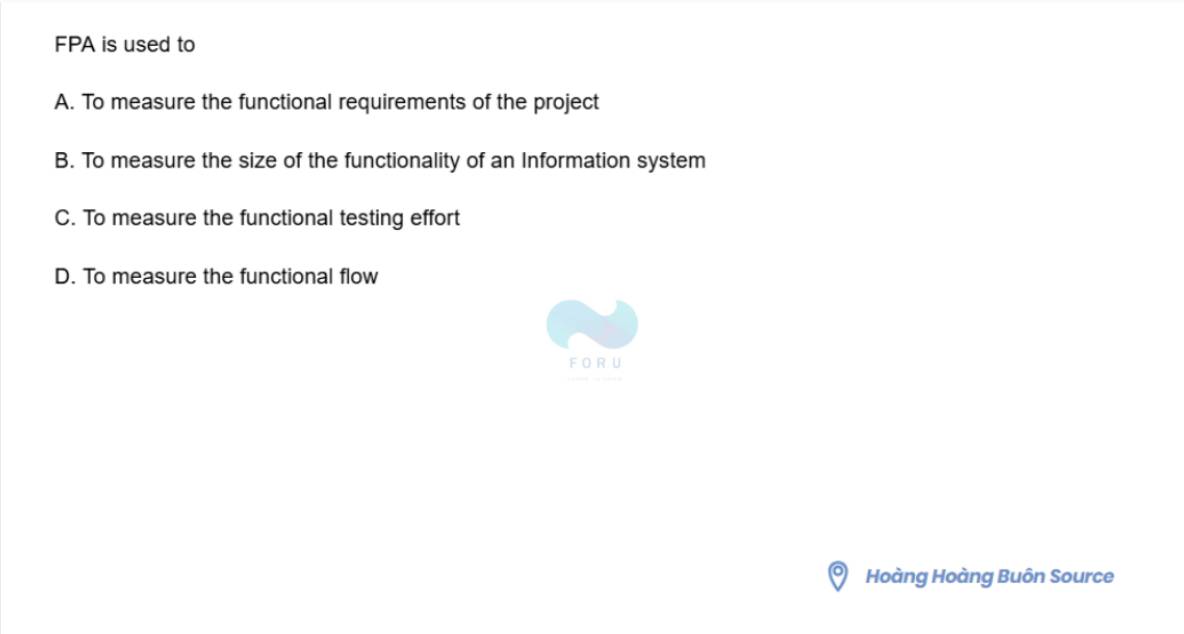 FPA is used to
A. To measure the functional requirements of the project
B. To measure the size of the functionality of an Information system
C. To measure the functional testing effort
D. To measure the functional flow
FORU
Hoàng Hoàng Buôn Source